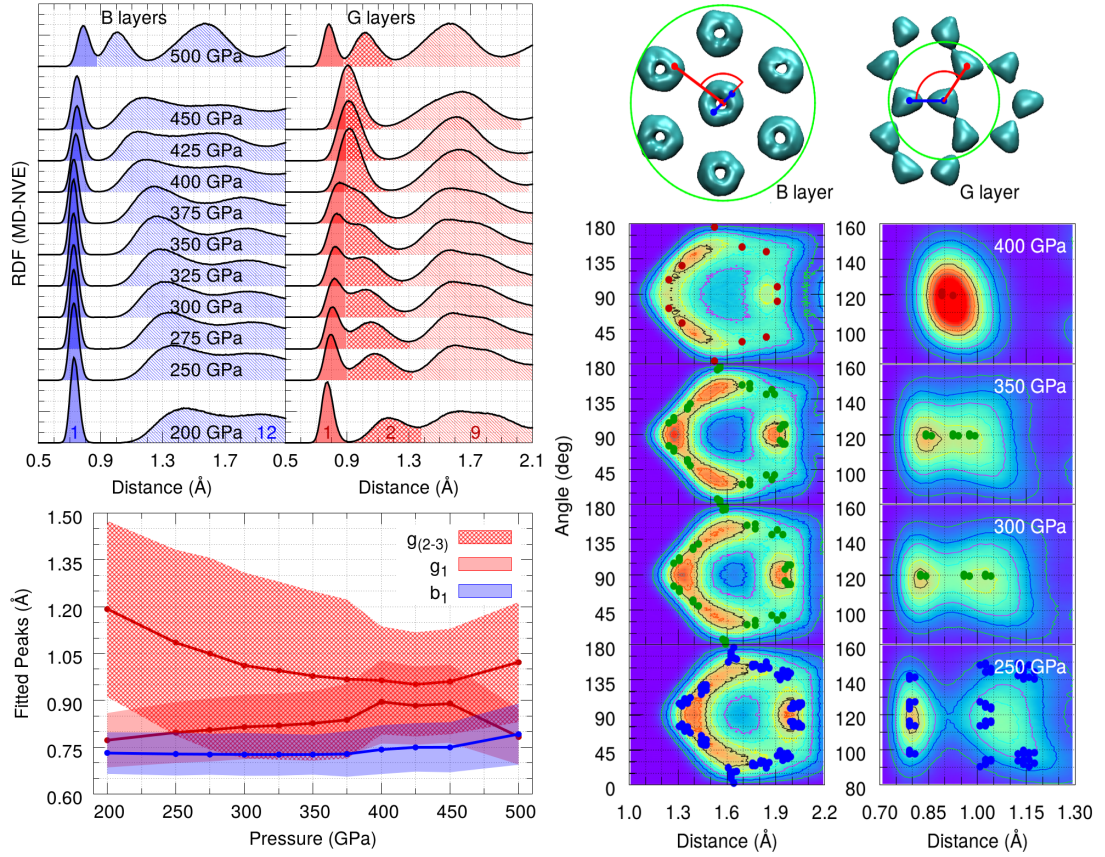 B layers
G layers
500 GPa
450 GPa
425 GPa
400 GPa
375 GPa
350 GPa
325 GPa
300 GPa
275 GPa
250 GPa
200 GPa
1
12
1
2
9
RDF (MD-NVE)
0.5 0.9 1.3 1.7 0.5 0.9 1.3 1.7 2.1
Distance (Å)
Distance (Å)
1.50
1.35
1.20
1.05
0.90
0.75
0.60
Fitted Peaks (Å)
g(2-3)
g1
b1
200 250 300 350 400 450 500
Pressure (GPa)
B layer
G layer
180
135
90
45
180
135
90
45
180
135
90
45
180
135
90
45
0
Angle (deg)
1.0 1.3 1.6 1.9 2.2
Distance (Å)
160
140
120
100
160
140
120
100
160
140
120
100
160
140
120
100
80
400 GPa
350 GPa
300 GPa
250 GPa
0.70 0.85 1.00 1.15 1.30
Distance (Å)